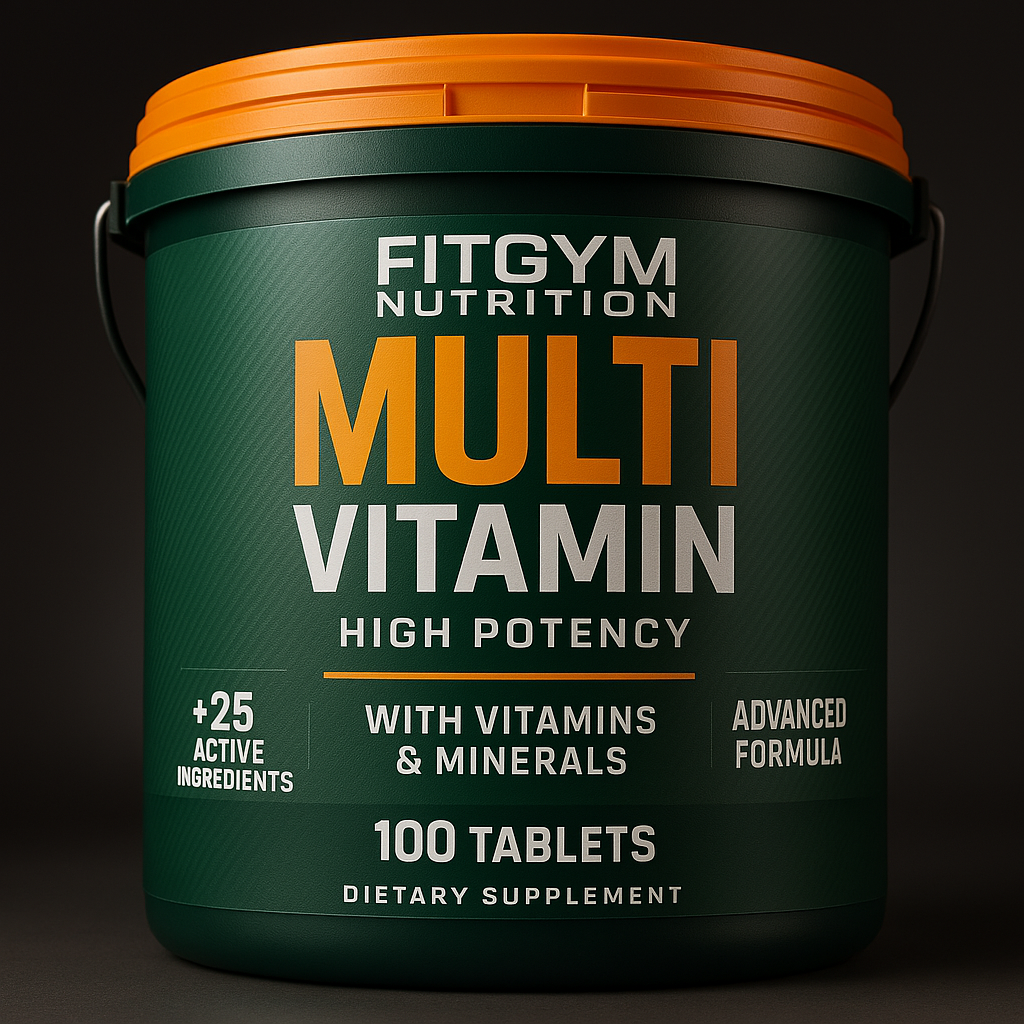 FITGYM
NUTRITION
MULTI
VITAMIN
HIGH POTENCY
+25
ACTIVE
INGREDIENTS
WITH VITAMINS
& MINERALS
ADVANCED
FORMULA
100 TABLETS
DIETARY SUPPLEMENT